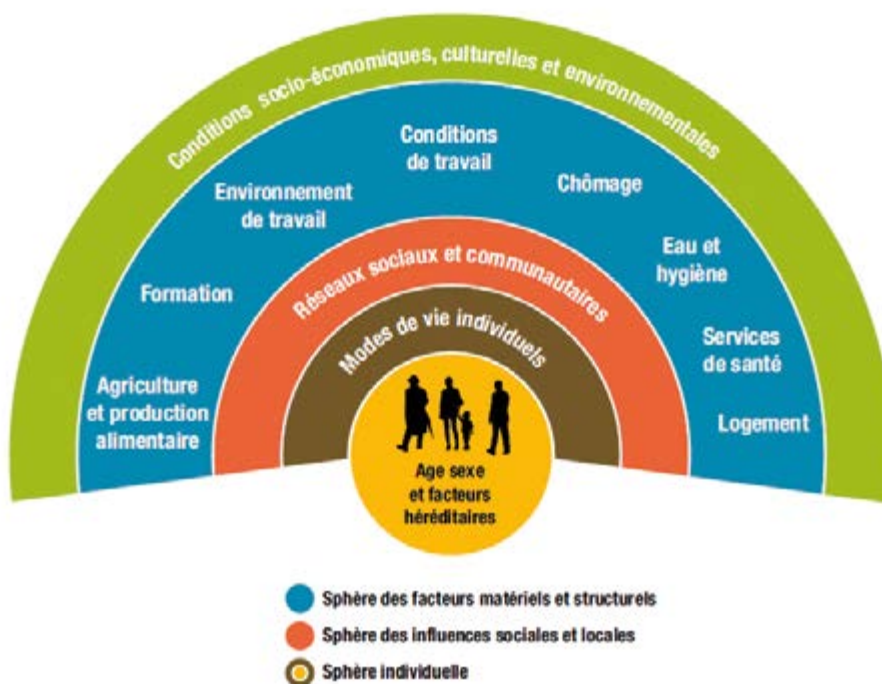 Conditions socio-économiques, culturelles et environnementales
Conditions
de travail
Environnement
de travail
Chômage
Réseaux sociaux et communautaires
Eau et
hygiène
Formation
Modes de vie individuels
Services
de santé
Agriculture
et production
alimentaire
Logement
Age sexe
et facteurs
héréditaires
Sphère des facteurs matériels et structurels
Sphère des influences sociales et locales
Sphère individuelle